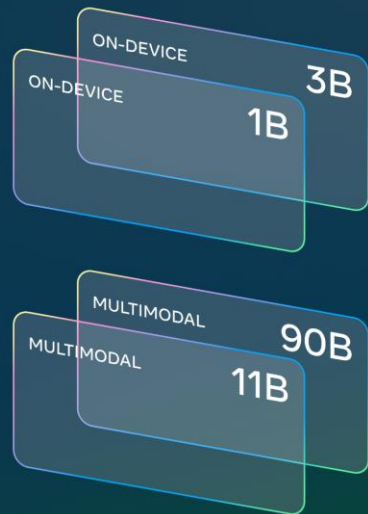 ON-DEVICE
3B
ON-DEVICE
1B
MULTIMODAL
90B
MULTIMODAL
11B